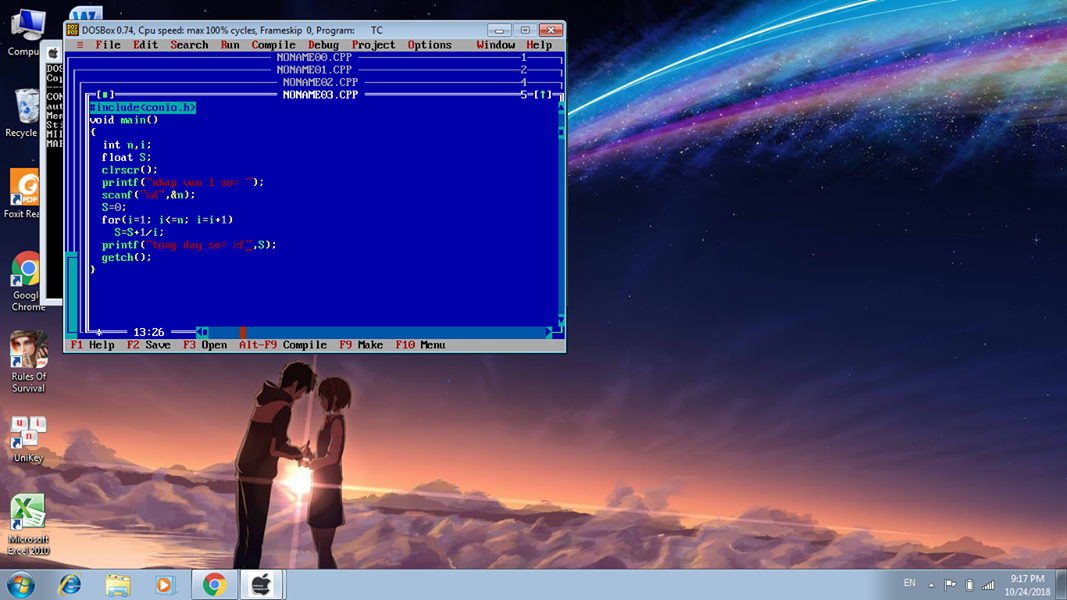 DOSBox 0.74, Cpu speed: max 100% cycles, Frameskip 0, Program: TC
File Edit Search Run Compile Debug Project Options Window Help
NONAME00.CPP 1
NONAME01.CPP 2
NONAME02.CPP 4
NONAME03.CPP 5=[↑]
#include<conio.h>
void main()
{
int n,i;
float S;
clrscr();
printf("nhap vao 1 so= ");
scanf("%d",&n);
S=0;
for(i=1; i<=n; i=i+1)
S=S+1/i;
printf("tong day so= %f",S);
getch();
}
13:26
F1 Help F2 Save F3 Open Alt-F9 Compile F9 Make F10 Menu
Compu
Recycle
Foxit Rea
PDF
Google
Chrome
Rules Of
Survival
UniKey
Microsoft
Excel 2010
EN
9:17 PM
10/24/2018